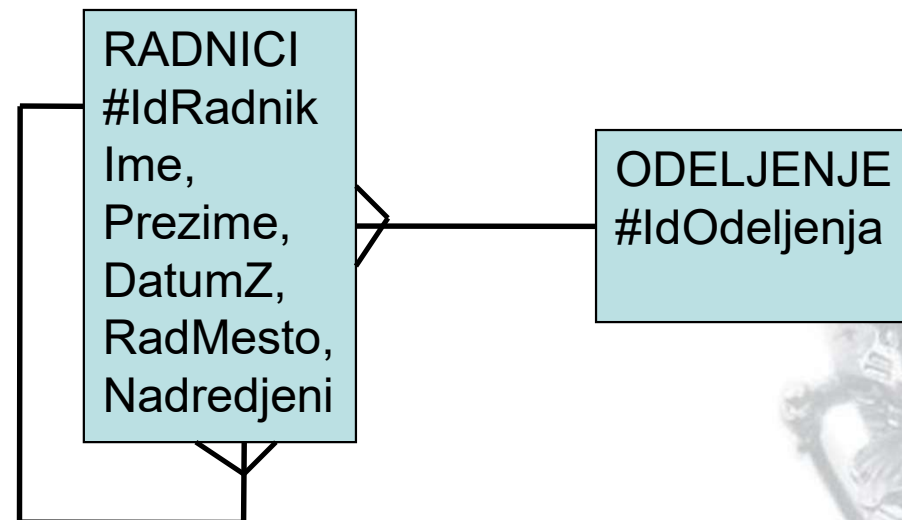 RADNICI
#IdRadnik
Ime,
Prezime,
DatumZ,
RadMesto,
Nadredjeni
ODELJENJE
#IdOdeljenja